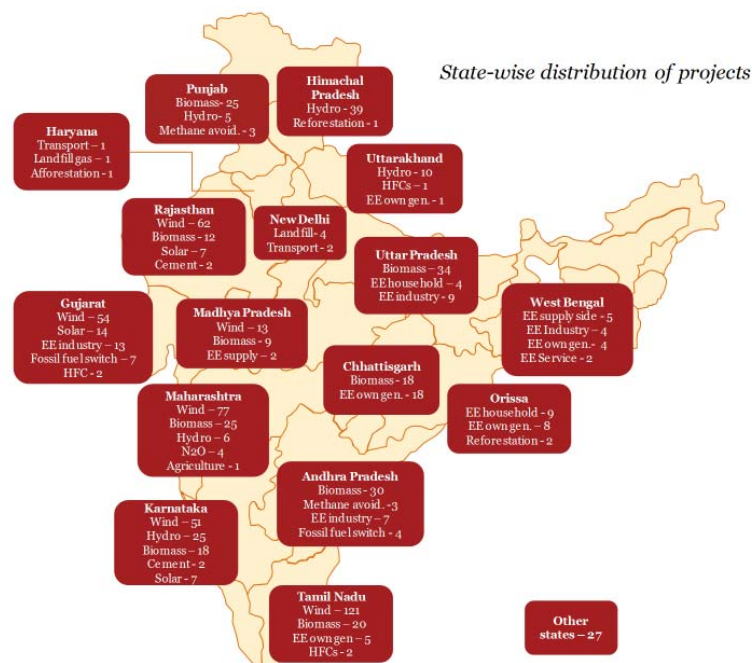 State-wise distribution of projects
Punjab
Biomass- 25
Hydro- 5
Methane avoid. - 3
Himachal
Pradesh
Hydro - 39
Reforestation - 1
Haryana
Transport – 1
Landfill gas – 1
Afforestation - 1
Uttarakhand
Hydro - 10
HFCs – 1
EE own gen. - 1
Rajasthan
Wind – 62
Biomass – 12
Solar – 7
Cement - 2
New Delhi
Landfill- 4
Transport – 2
Uttar Pradesh
Biomass – 34
EE household – 4
EE industry – 9
Gujarat
Wind – 54
Solar – 14
EE industry – 13
Fossil fuel switch – 7
HFC - 2
Madhya Pradesh
Wind – 13
Biomass – 9
EE supply – 2
West Bengal
EE supply side - 5
EE Industry – 4
EE own gen.- 4
EE Service – 2
Chhattisgarh
Biomass – 18
EE own gen. - 18
Maharashtra
Wind – 77
Biomass – 25
Hydro – 6
N2O – 4
Agriculture - 1
Orissa
EE household - 9
EE own gen. – 8
Reforestation - 2
Andhra Pradesh
Biomass - 30
Methane avoid. -3
EE industry – 7
Fossil fuel switch - 4
Karnataka
Wind – 51
Hydro – 25
Biomass – 18
Cement – 2
Solar - 7
Tamil Nadu
Wind – 121
Biomass – 20
EE own gen – 5
HFCs – 2
Other
states – 27